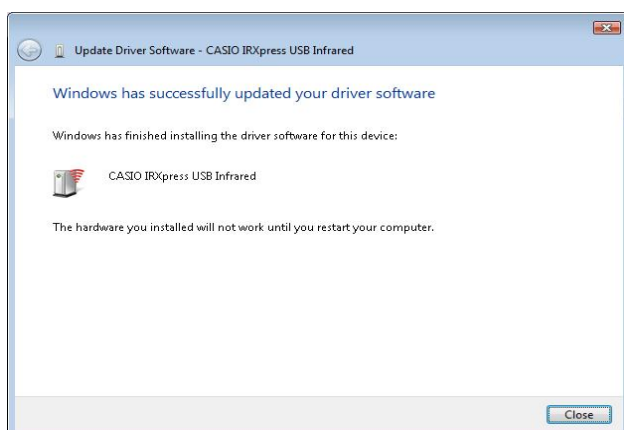 Update Driver Software - CASIO IRXpress USB Infrared
Windows has successfully updated your driver software
Windows has finished installing the driver software for this device:
CASIO IRXpress USB Infrared
The hardware you installed will not work until you restart your computer.
Close